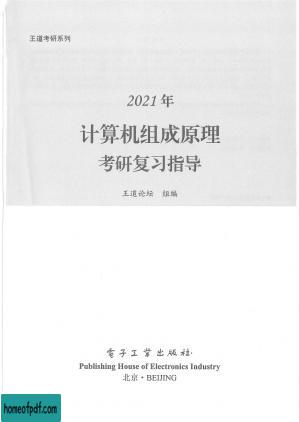 王道考研系列
2021年
计算机组成原理
考研复习指导
王道论坛 组编
电子工业出版社
Publishing House of Electronics Industry
北京·BEIJING
homeofpdf.com